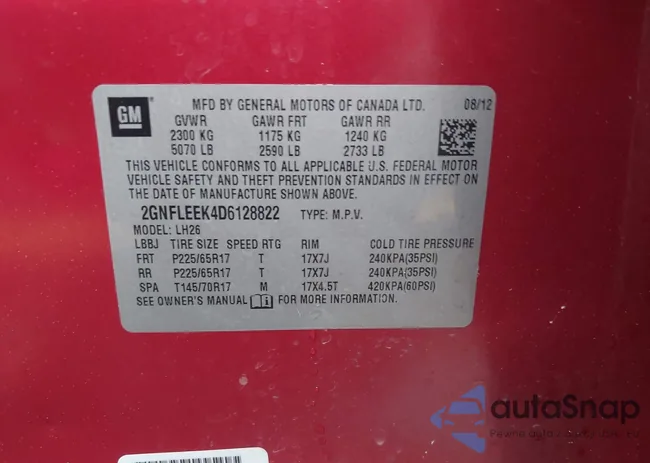 GM
MFD BY GENERAL MOTORS OF CANADA LTD. 08/12
GVWR GAWR FRT GAWR RR
2300 KG 1175 KG 1240 KG
5070 LB 2590 LB 2733 LB
THIS VEHICLE CONFORMS TO ALL APPLICABLE U.S. FEDERAL MOTOR
VEHICLE SAFETY AND THEFT PREVENTION STANDARDS IN EFFECT ON
THE DATE OF MANUFACTURE SHOWN ABOVE.
2GNFLEEK4D6128822 TYPE: M.P.V.
MODEL: LH26
LBBJ TIRE SIZE SPEED RTG RIM COLD TIRE PRESSURE
FRT P225/65R17 T 17X7J 240KPA(35PSI)
RR P225/65R17 T 17X7J 240KPA(35PSI)
SPA T145/70R17 M 17X4.5T 420KPA(60PSI)
SEE OWNER'S MANUAL FOR MORE INFORMATION.
autoSnap
Pewne auto